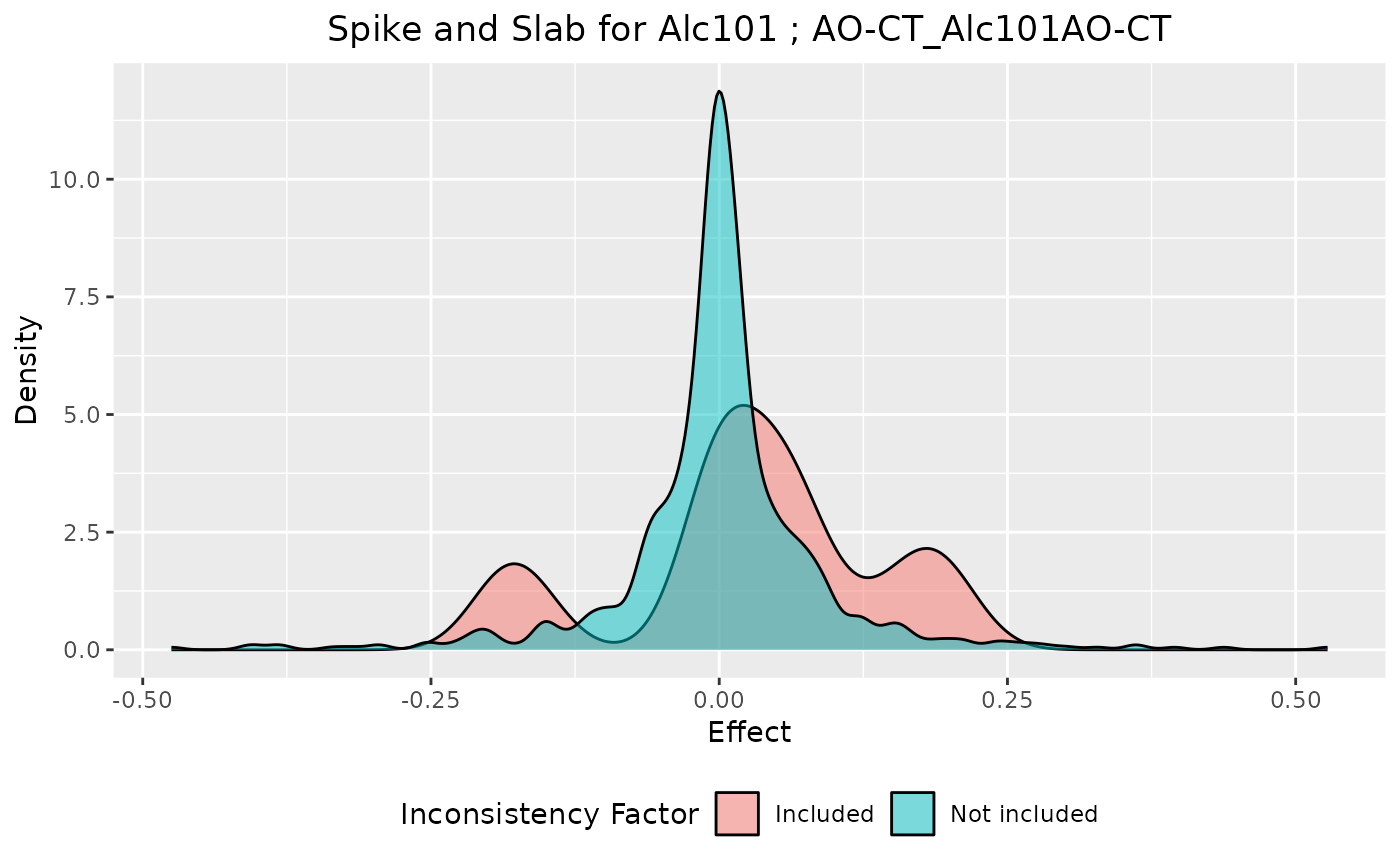 Spike and Slab for Alc101 ; AO-CT_Alc101AO-CT
10.0
7.5
5.0
2.5
0.0
Density
-0.50 -0.25 0.00 0.25 0.50
Effect
Inconsistency Factor Included Not included